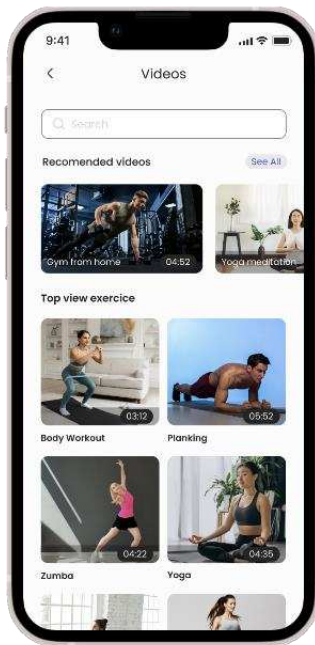 9:41
Videos
Search
Recomended videos
See All
Gym from home 04:52
Yoga meditation
Top view exercice
03:12
05:52
Body Workout
Planking
04:22
04:35
Zumba
Yoga